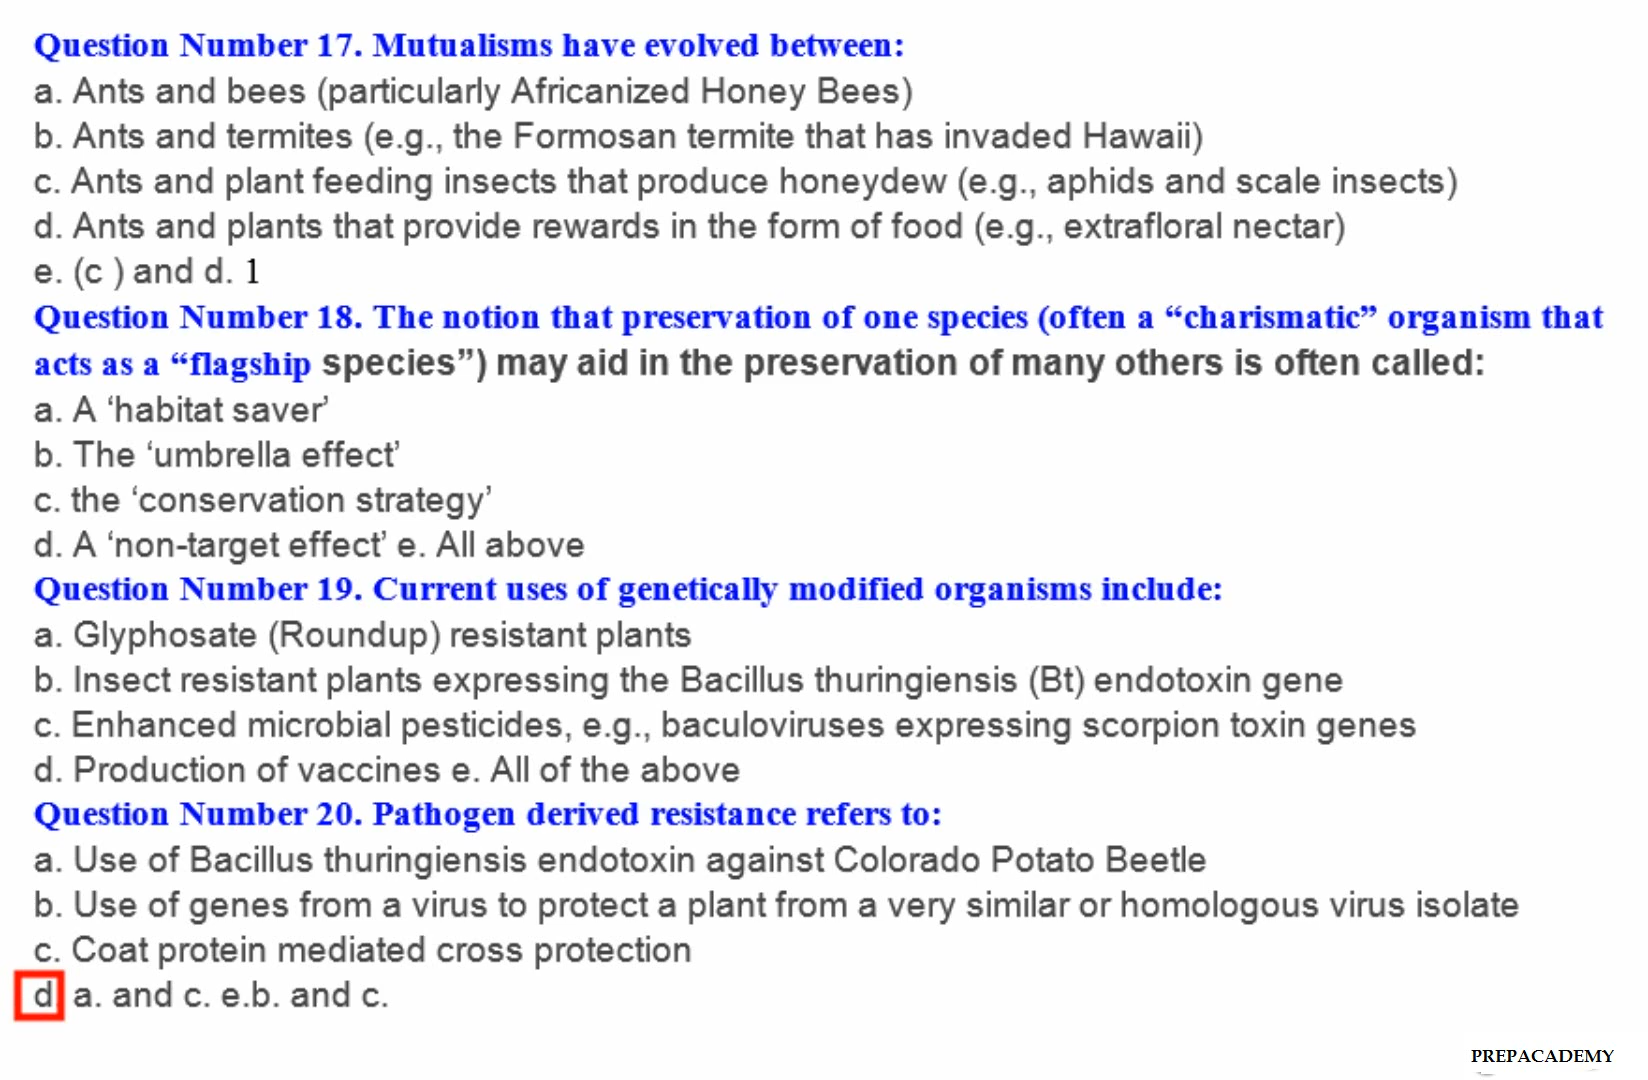 Question Number 17. Mutualisms have evolved between:
a. Ants and bees (particularly Africanized Honey Bees)
b. Ants and termites (e.g., the Formosan termite that has invaded Hawaii)
c. Ants and plant feeding insects that produce honeydew (e.g., aphids and scale insects)
d. Ants and plants that provide rewards in the form of food (e.g., extrafloral nectar)
e. (c ) and d. 1
Question Number 18. The notion that preservation of one species (often a “charismatic” organism that
acts as a “flagship species”) may aid in the preservation of many others is often called:
a. A ‘habitat saver’
b. The ‘umbrella effect’
c. the ‘conservation strategy’
d. A ‘non-target effect’ e. All above
Question Number 19. Current uses of genetically modified organisms include:
a. Glyphosate (Roundup) resistant plants
b. Insect resistant plants expressing the Bacillus thuringiensis (Bt) endotoxin gene
c. Enhanced microbial pesticides, e.g., baculoviruses expressing scorpion toxin genes
d. Production of vaccines e. All of the above
Question Number 20. Pathogen derived resistance refers to:
a. Use of Bacillus thuringiensis endotoxin against Colorado Potato Beetle
b. Use of genes from a virus to protect a plant from a very similar or homologous virus isolate
c. Coat protein mediated cross protection
d. a. and c. e.b. and c.
PREPACADEMY